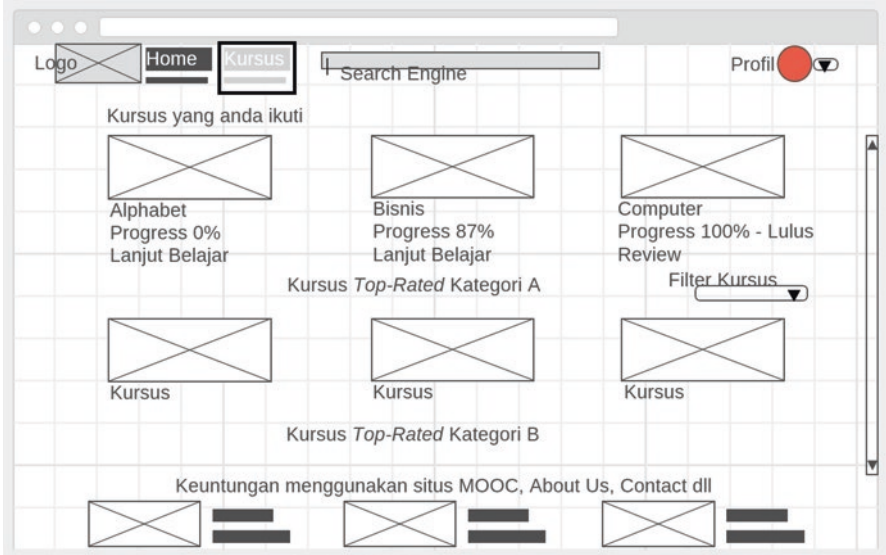 Logo
Home
Kursus
Search Engine
Profil
Kursus yang anda ikuti
Alphabet
Progress 0%
Lanjut Belajar
Bisnis
Progress 87%
Lanjut Belajar
Computer
Progress 100% - Lulus
Review
Kursus Top-Rated Kategori A
Filter Kursus
Kursus
Kursus
Kursus
Kursus Top-Rated Kategori B
Keuntungan menggunakan situs MOOC, About Us, Contact dll